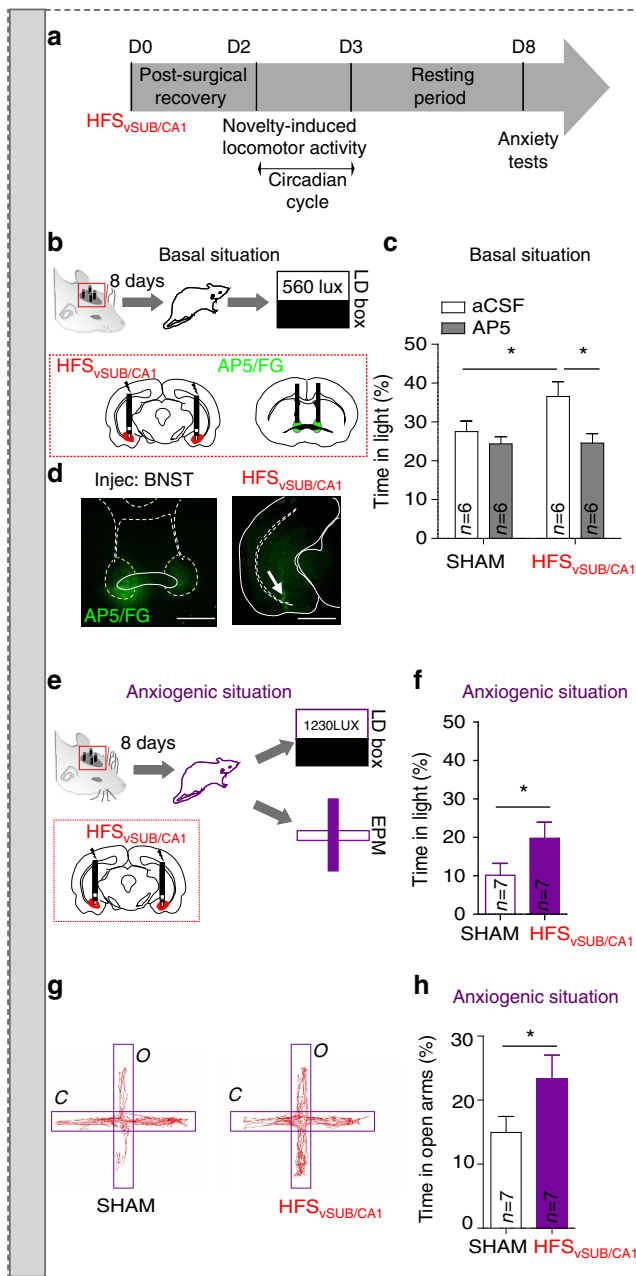 a
D0 D2 D3 D8
Post-surgical
recovery
Resting
period
HFSvSUB/CA1
Novelty-induced
locomotor activity
Circadian
cycle
Anxiety
tests
b
Basal situation
8 days
560 lux
LD box
HFSvSUB/CA1
AP5/FG
c
Basal situation
aCSF
AP5
Time in light (%)
50
40
30
20
10
0
* *
n=6 n=6 n=6 n=6
SHAM HFSvSUB/CA1
d
Injec: BNST
HFSvSUB/CA1
AP5/FG
e
Anxiogenic situation
8 days
1230LUX
LD box
EPM
HFSvSUB/CA1
f
Anxiogenic situation
Time in light (%)
50
40
30
20
10
0
*
n=7 n=7
SHAM HFSvSUB/CA1
g
O
C
SHAM
O
C
HFSvSUB/CA1
h
Anxiogenic situation
Time in open arms (%)
30
15
0
*
n=7 n=7
SHAM HFSvSUB/CA1